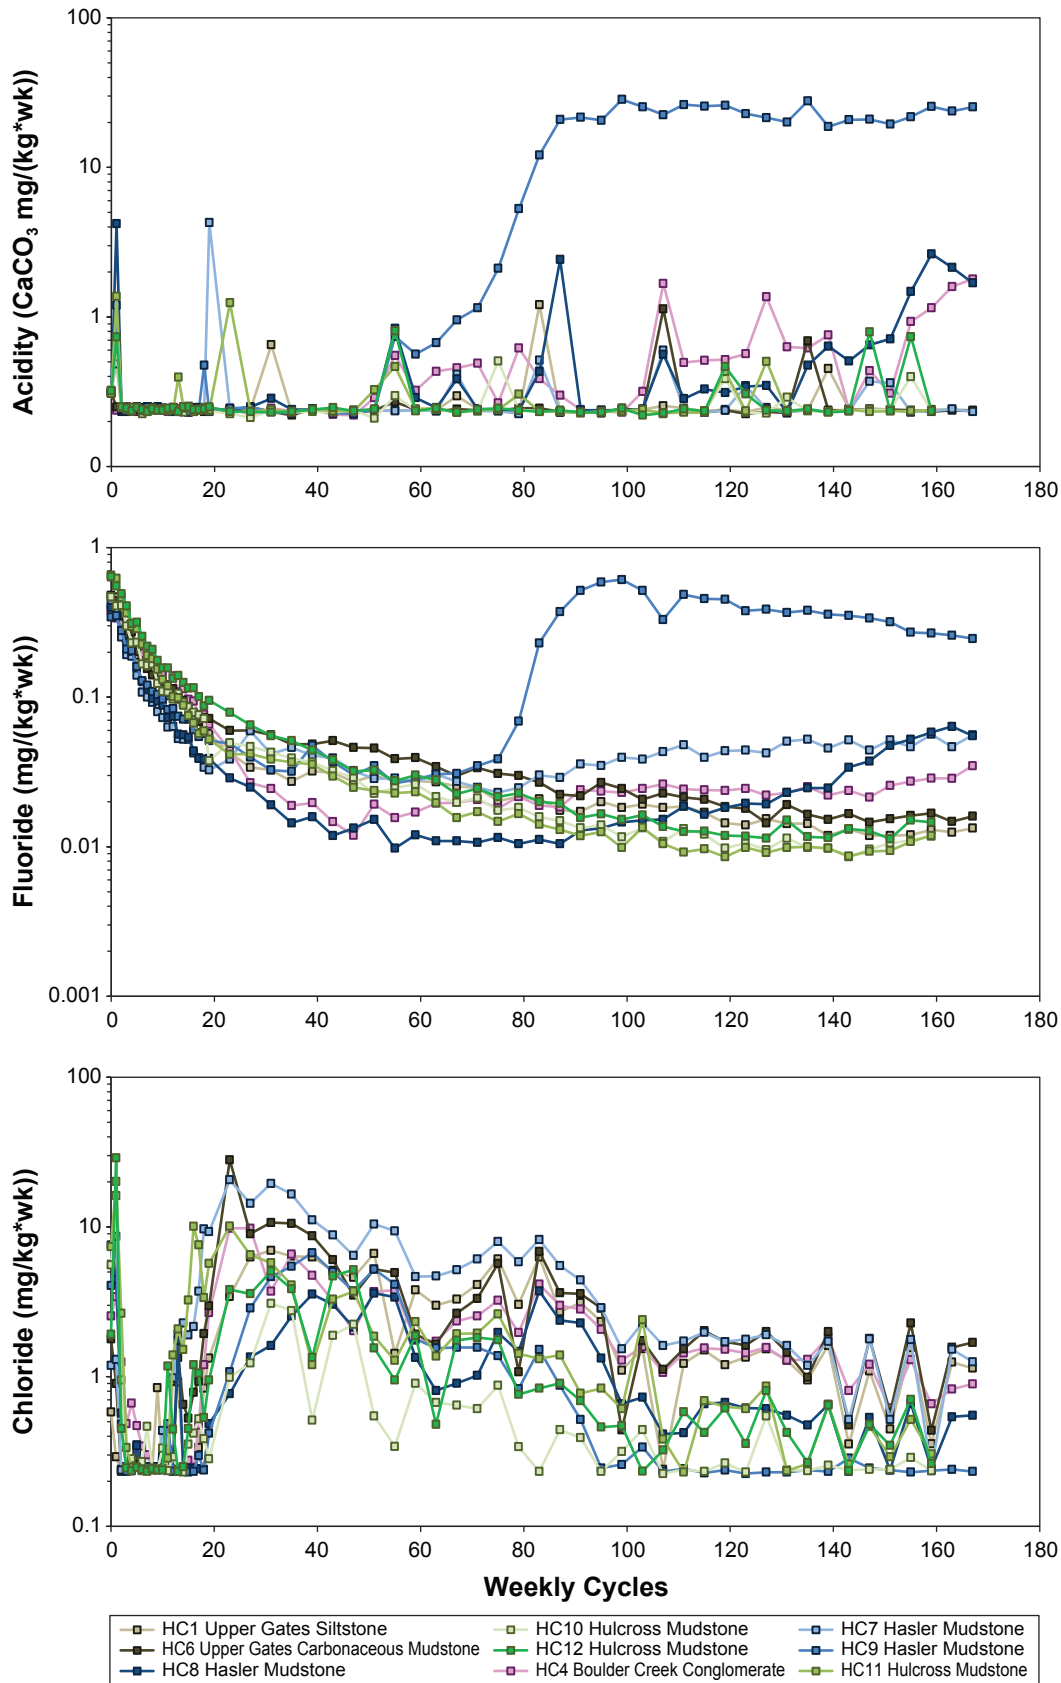 100
10
1
0
Acidity (CaCO3 mg/(kg*wk))
0 20 40 60 80 100 120 140 160 180
1
0.1
0.01
0.001
Fluoride (mg/(kg*wk))
0 20 40 60 80 100 120 140 160 180
100
10
1
0.1
Chloride (mg/kg*wk))
0 20 40 60 80 100 120 140 160 180
Weekly Cycles
HC1 Upper Gates Siltstone HC10 Hulcross Mudstone HC7 Hasler Mudstone
HC6 Upper Gates Carbonaceous Mudstone HC12 Hulcross Mudstone HC9 Hasler Mudstone
HC8 Hasler Mudstone HC4 Boulder Creek Conglomerate HC11 Hulcross Mudstone